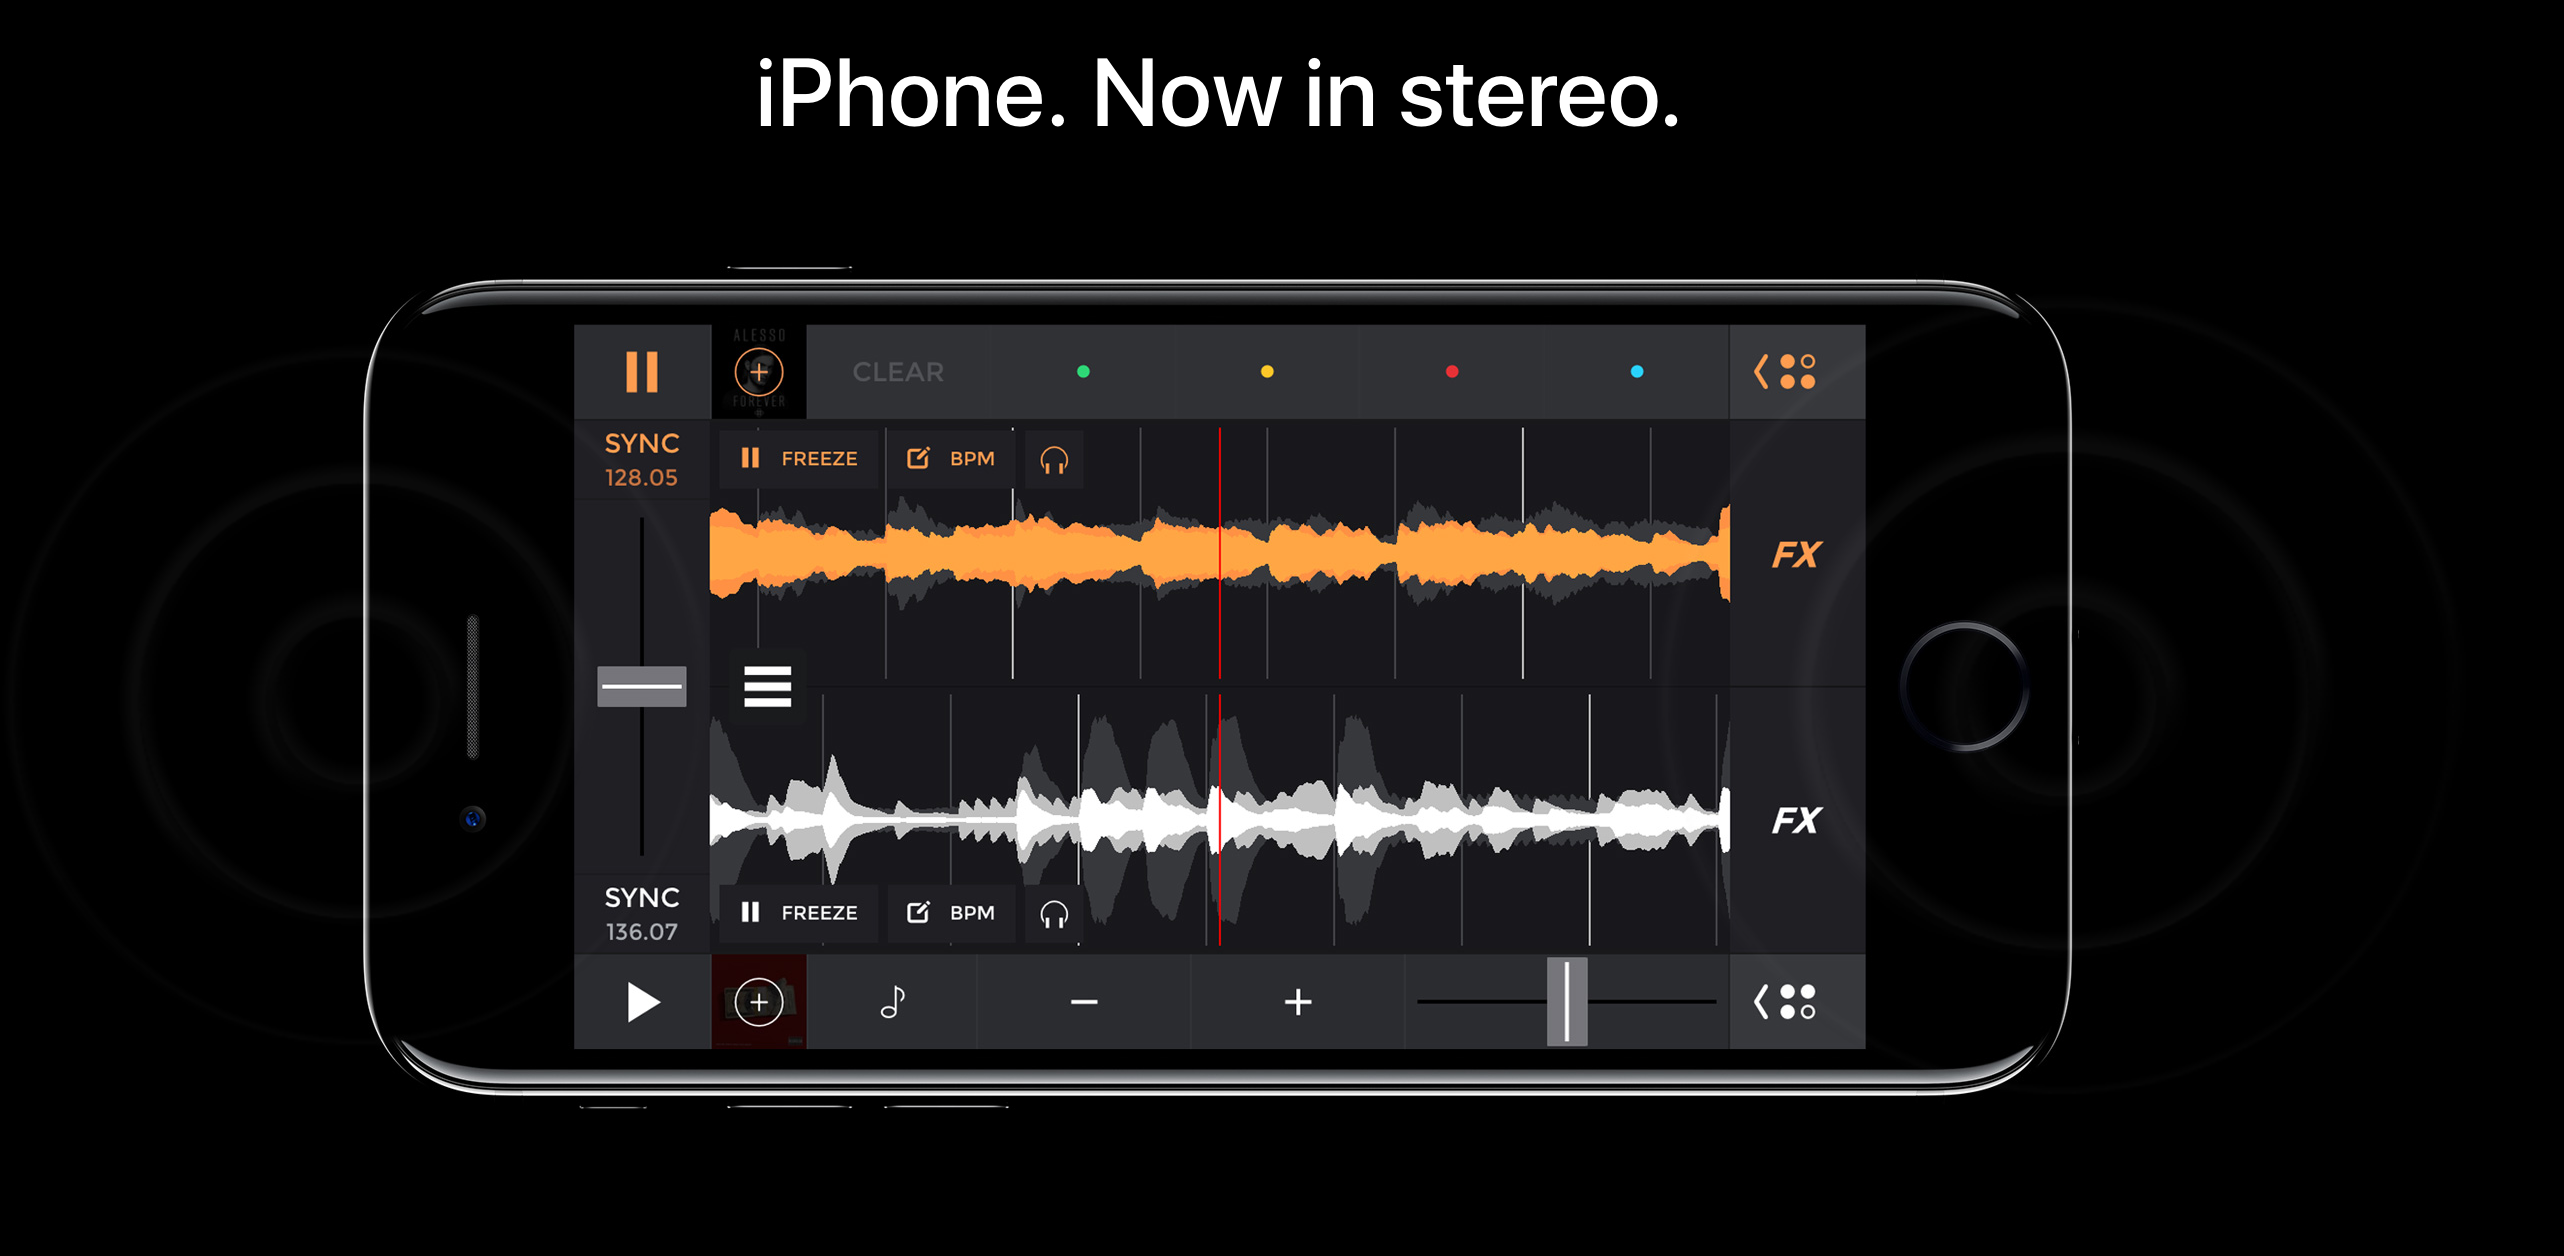 iPhone. Now in stereo.
ALESSO
FOREVER
CLEAR
SYNC
128.05
FREEZE
BPM
FX
FX
SYNC
136.07
FREEZE
BPM